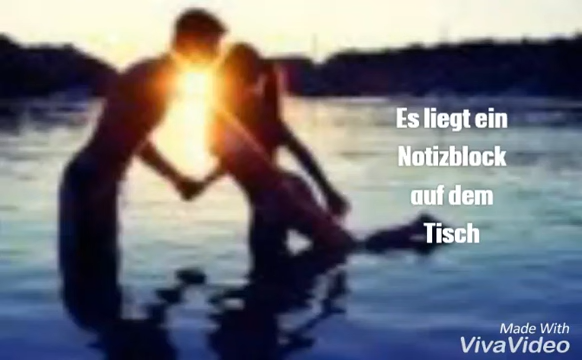 Es liegt ein
Notizblock
auf dem
Tisch
Made With
VivaVideo